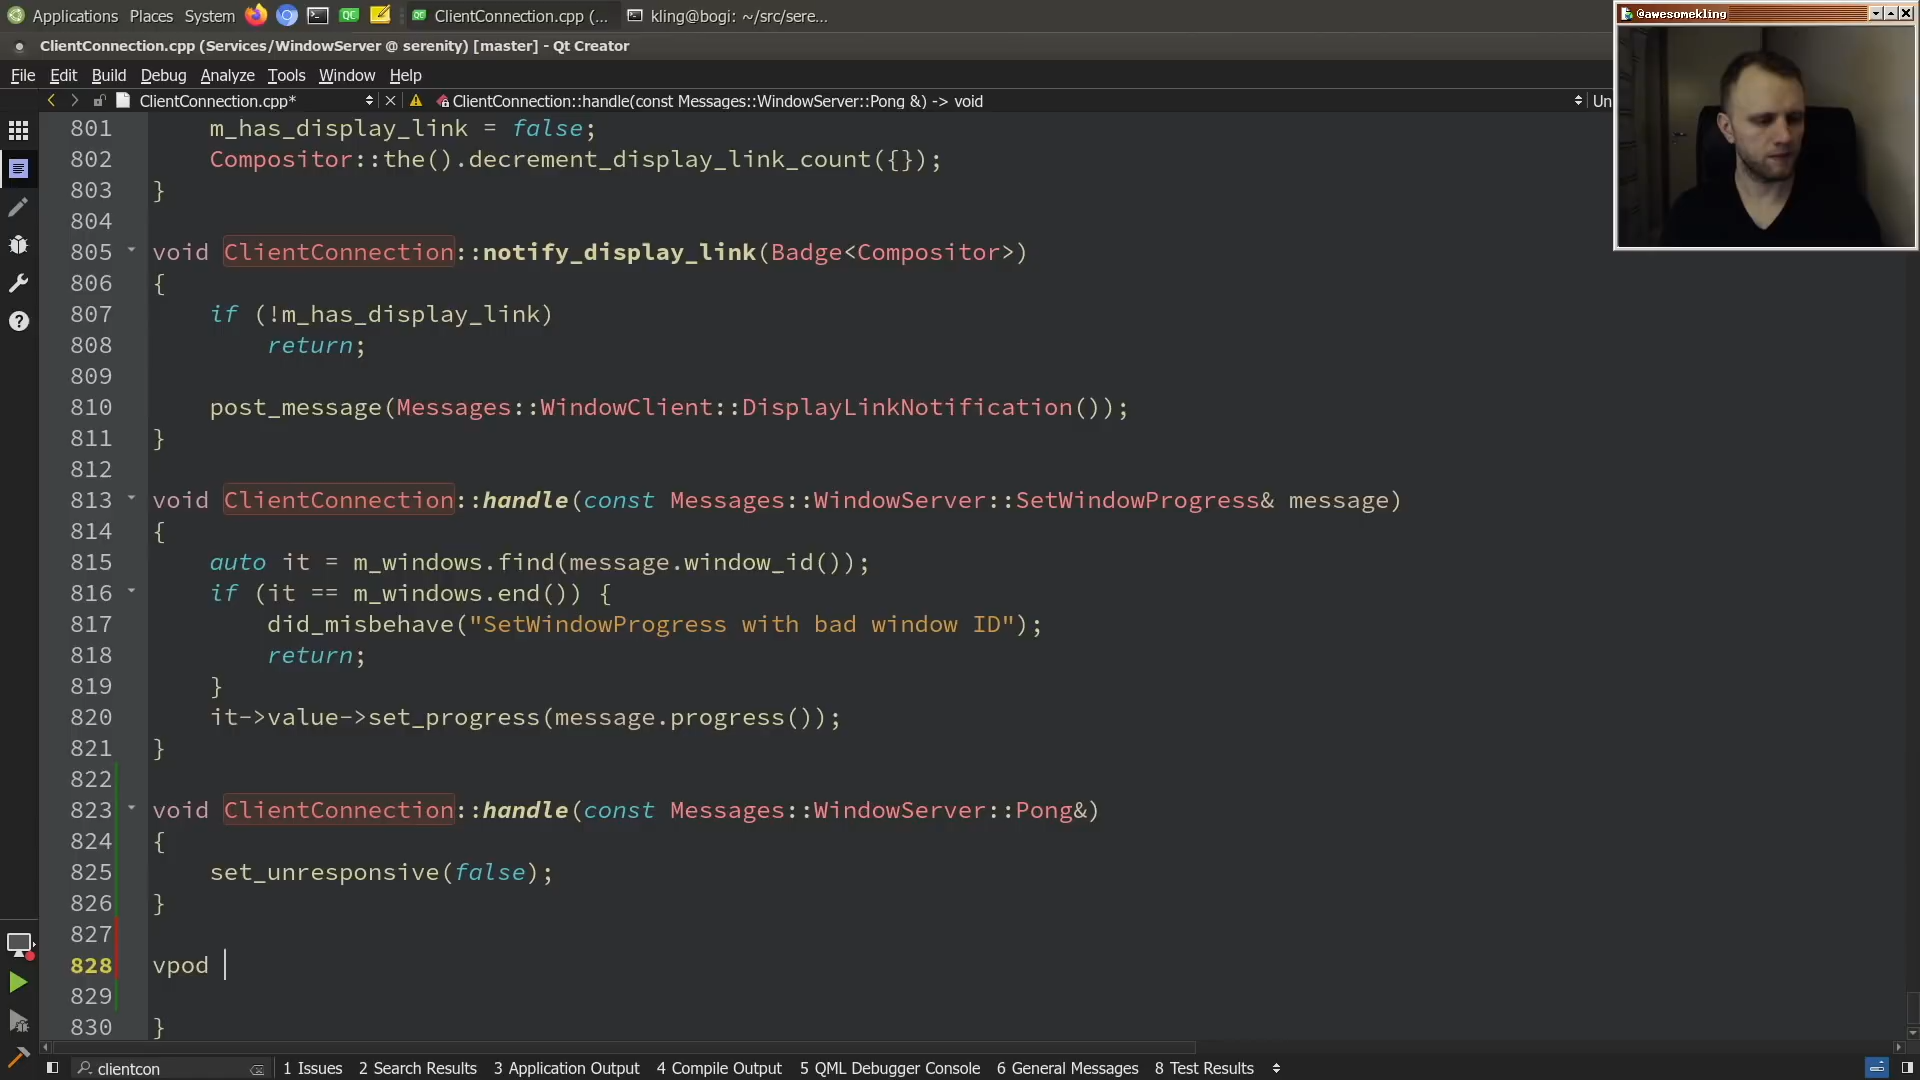 Applications Places System ClientConnection.cpp (... kling@bogi: ~/src/sere...
@awesomekling
ClientConnection.cpp (Services/WindowServer @ serenity) [master] - Qt Creator
File Edit Build Debug Analyze Tools Window Help
ClientConnection.cpp* ClientConnection::handle(const Messages::WindowServer::Pong &) -> void Un
801 m_has_display_link = false;
802 Compositor::the().decrement_display_link_count({});
803 }
804
805 void ClientConnection::notify_display_link(Badge<Compositor>)
806 {
807 if (!m_has_display_link)
808 return;
809
810 post_message(Messages::WindowClient::DisplayLinkNotification());
811 }
812
813 void ClientConnection::handle(const Messages::WindowServer::SetWindowProgress& message)
814 {
815 auto it = m_windows.find(message.window_id());
816 if (it == m_windows.end()) {
817 did_misbehave("SetWindowProgress with bad window ID");
818 return;
819 }
820 it->value->set_progress(message.progress());
821 }
822
823 void ClientConnection::handle(const Messages::WindowServer::Pong&)
824 {
825 set_unresponsive(false);
826 }
827
828 vpod
829
830 }
clientcon 1 Issues 2 Search Results 3 Application Output 4 Compile Output 5 QML Debugger Console 6 General Messages 8 Test Results